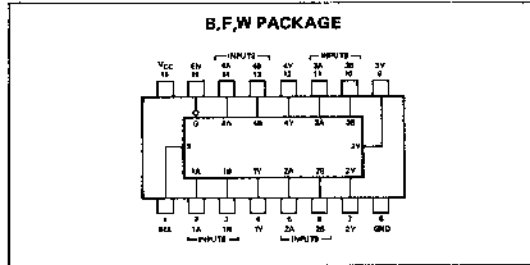 B,F,W PACKAGE
INPUTS INPUTS
VCC EN 4A 4B 4Y 3A 3B 3Y
16 15 14 13 12 11 10 9
G 4A 4B 4Y 3A 3B
S 3Y
1A 1B 1Y 2A 2B 2Y
1 2 3 4 5 6 7 8
SEL 1A 1B 1Y 2A 2B 2Y GND
INPUTS INPUTS